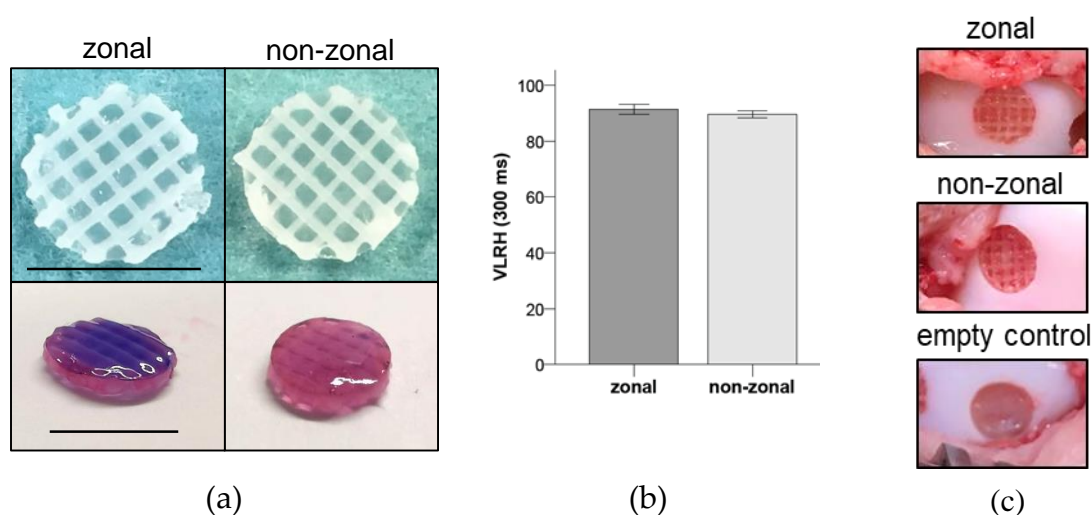 zonal non-zonal
VLRH (300 ms)
100
80
60
40
20
0
zonal non-zonal
zonal
non-zonal
empty control
(a) (b) (c)